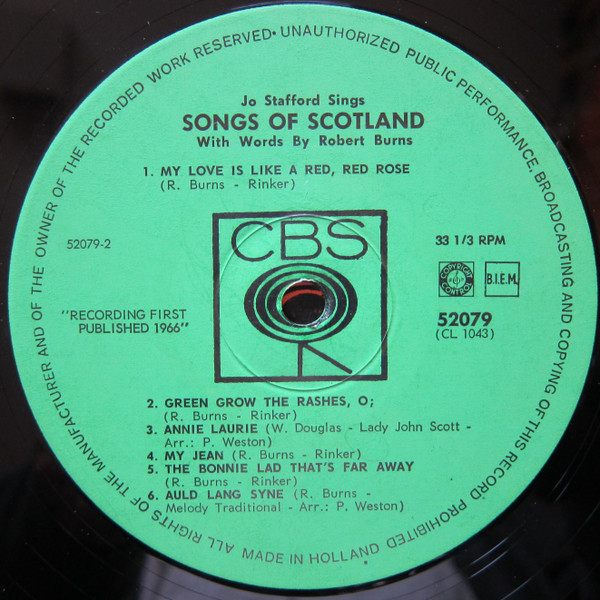 ALL RIGHTS OF THE MANUFACTURER AND OF THE OWNER OF THE RECORDED WORK RESERVED• UNAUTHORIZED PUBLIC PERFORMANCE, BROADCASTING AND COPYING OF THIS RECORD PROHIBITED
Jo Stafford Sings
SONGS OF SCOTLAND
With Words By Robert Burns
1. MY LOVE IS LIKE A RED, RED ROSE
(R. Burns - Rinker)
CBS
52079-2
33 1/3 RPM
COPYRIGHT CONTROL
B.I.E.M.
"RECORDING FIRST
PUBLISHED 1966"
52079
(CL 1043)
2. GREEN GROW THE RASHES, O;
(R. Burns - Rinker)
3. ANNIE LAURIE (W. Douglas - Lady John Scott -
Arr.: P. Weston)
4. MY JEAN (R. Burns - Rinker)
5. THE BONNIE LAD THAT'S FAR AWAY
(R. Burns - Rinker)
6. AULD LANG SYNE (R. Burns -
Melody Traditional - Arr.: P. Weston)
MADE IN HOLLAND